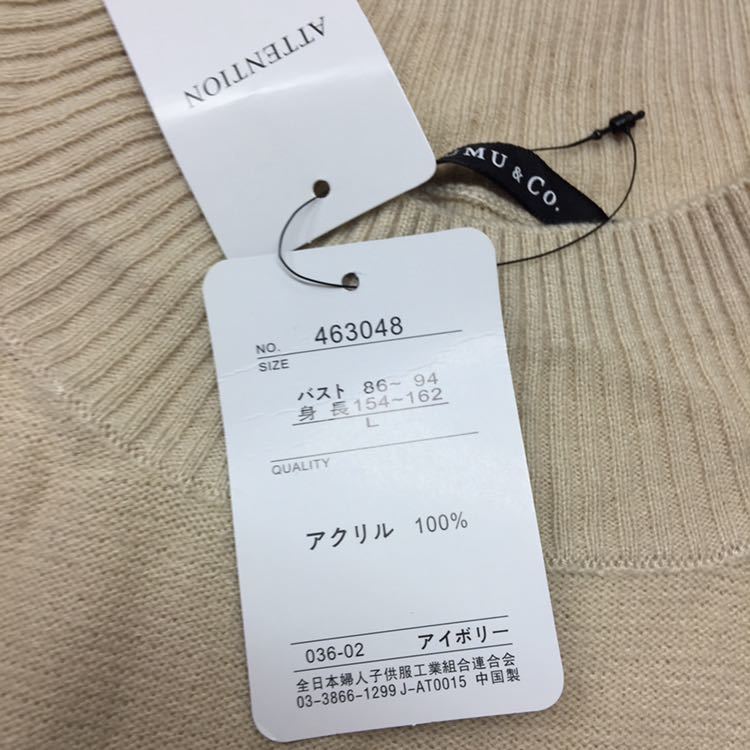 ATTENTION
MU & Co.
NO. 463048
SIZE
バスト 86~ 94
身 長 154~162
L
QUALITY
アクリル 100%
036-02 アイボリー
全日本婦人子供服工業組合連合会
03-3866-1299 J-AT0015 中国製